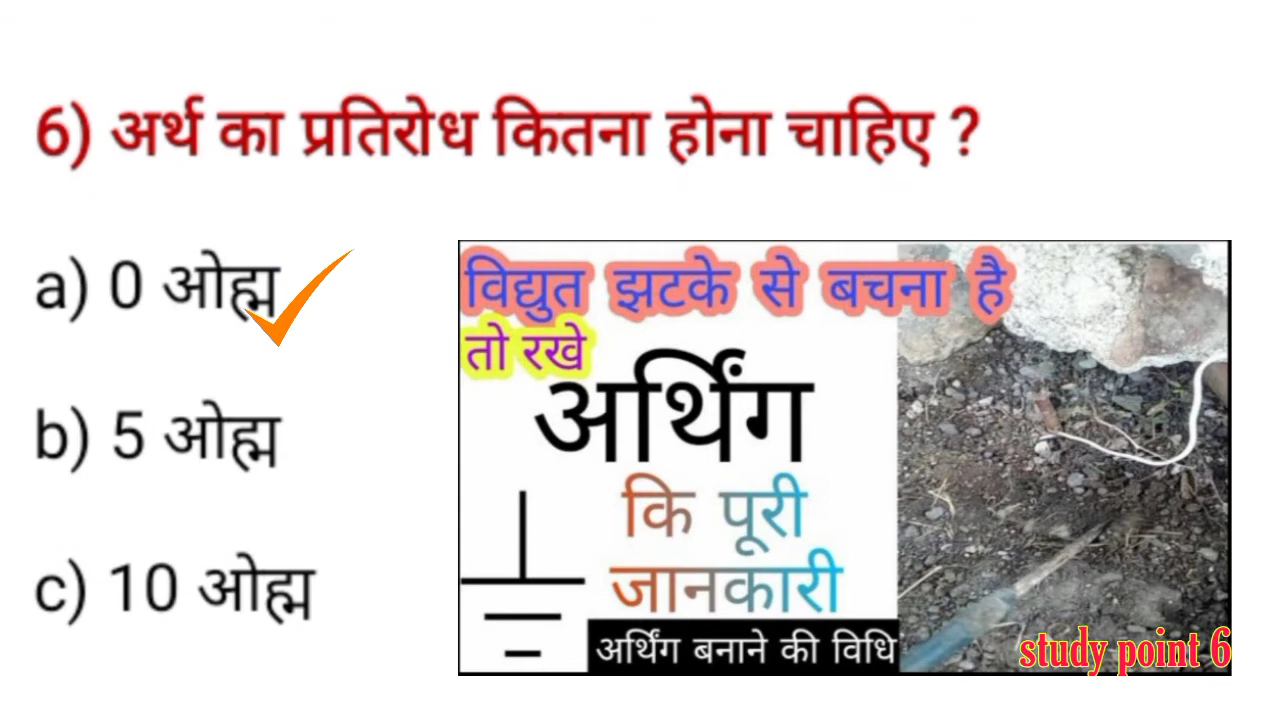 6) अर्थ का प्रतिरोध कितना होना चाहिए ?
a) 0 ओह्म
b) 5 ओह्म
c) 10 ओह्म
विद्युत झटके से बचना है
तो रखे
अर्थिंग
कि पूरी
जानकारी
अर्थिंग बनाने की विधि
study point 6